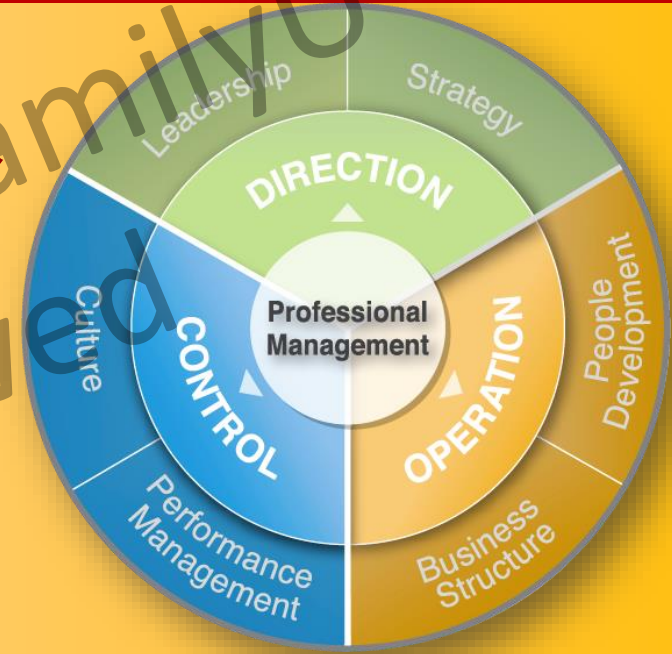 Leadership
Strategy
DIRECTION
Professional
Management
CONTROL
OPERATION
Culture
People
Development
Performance
Management
Business
Structure